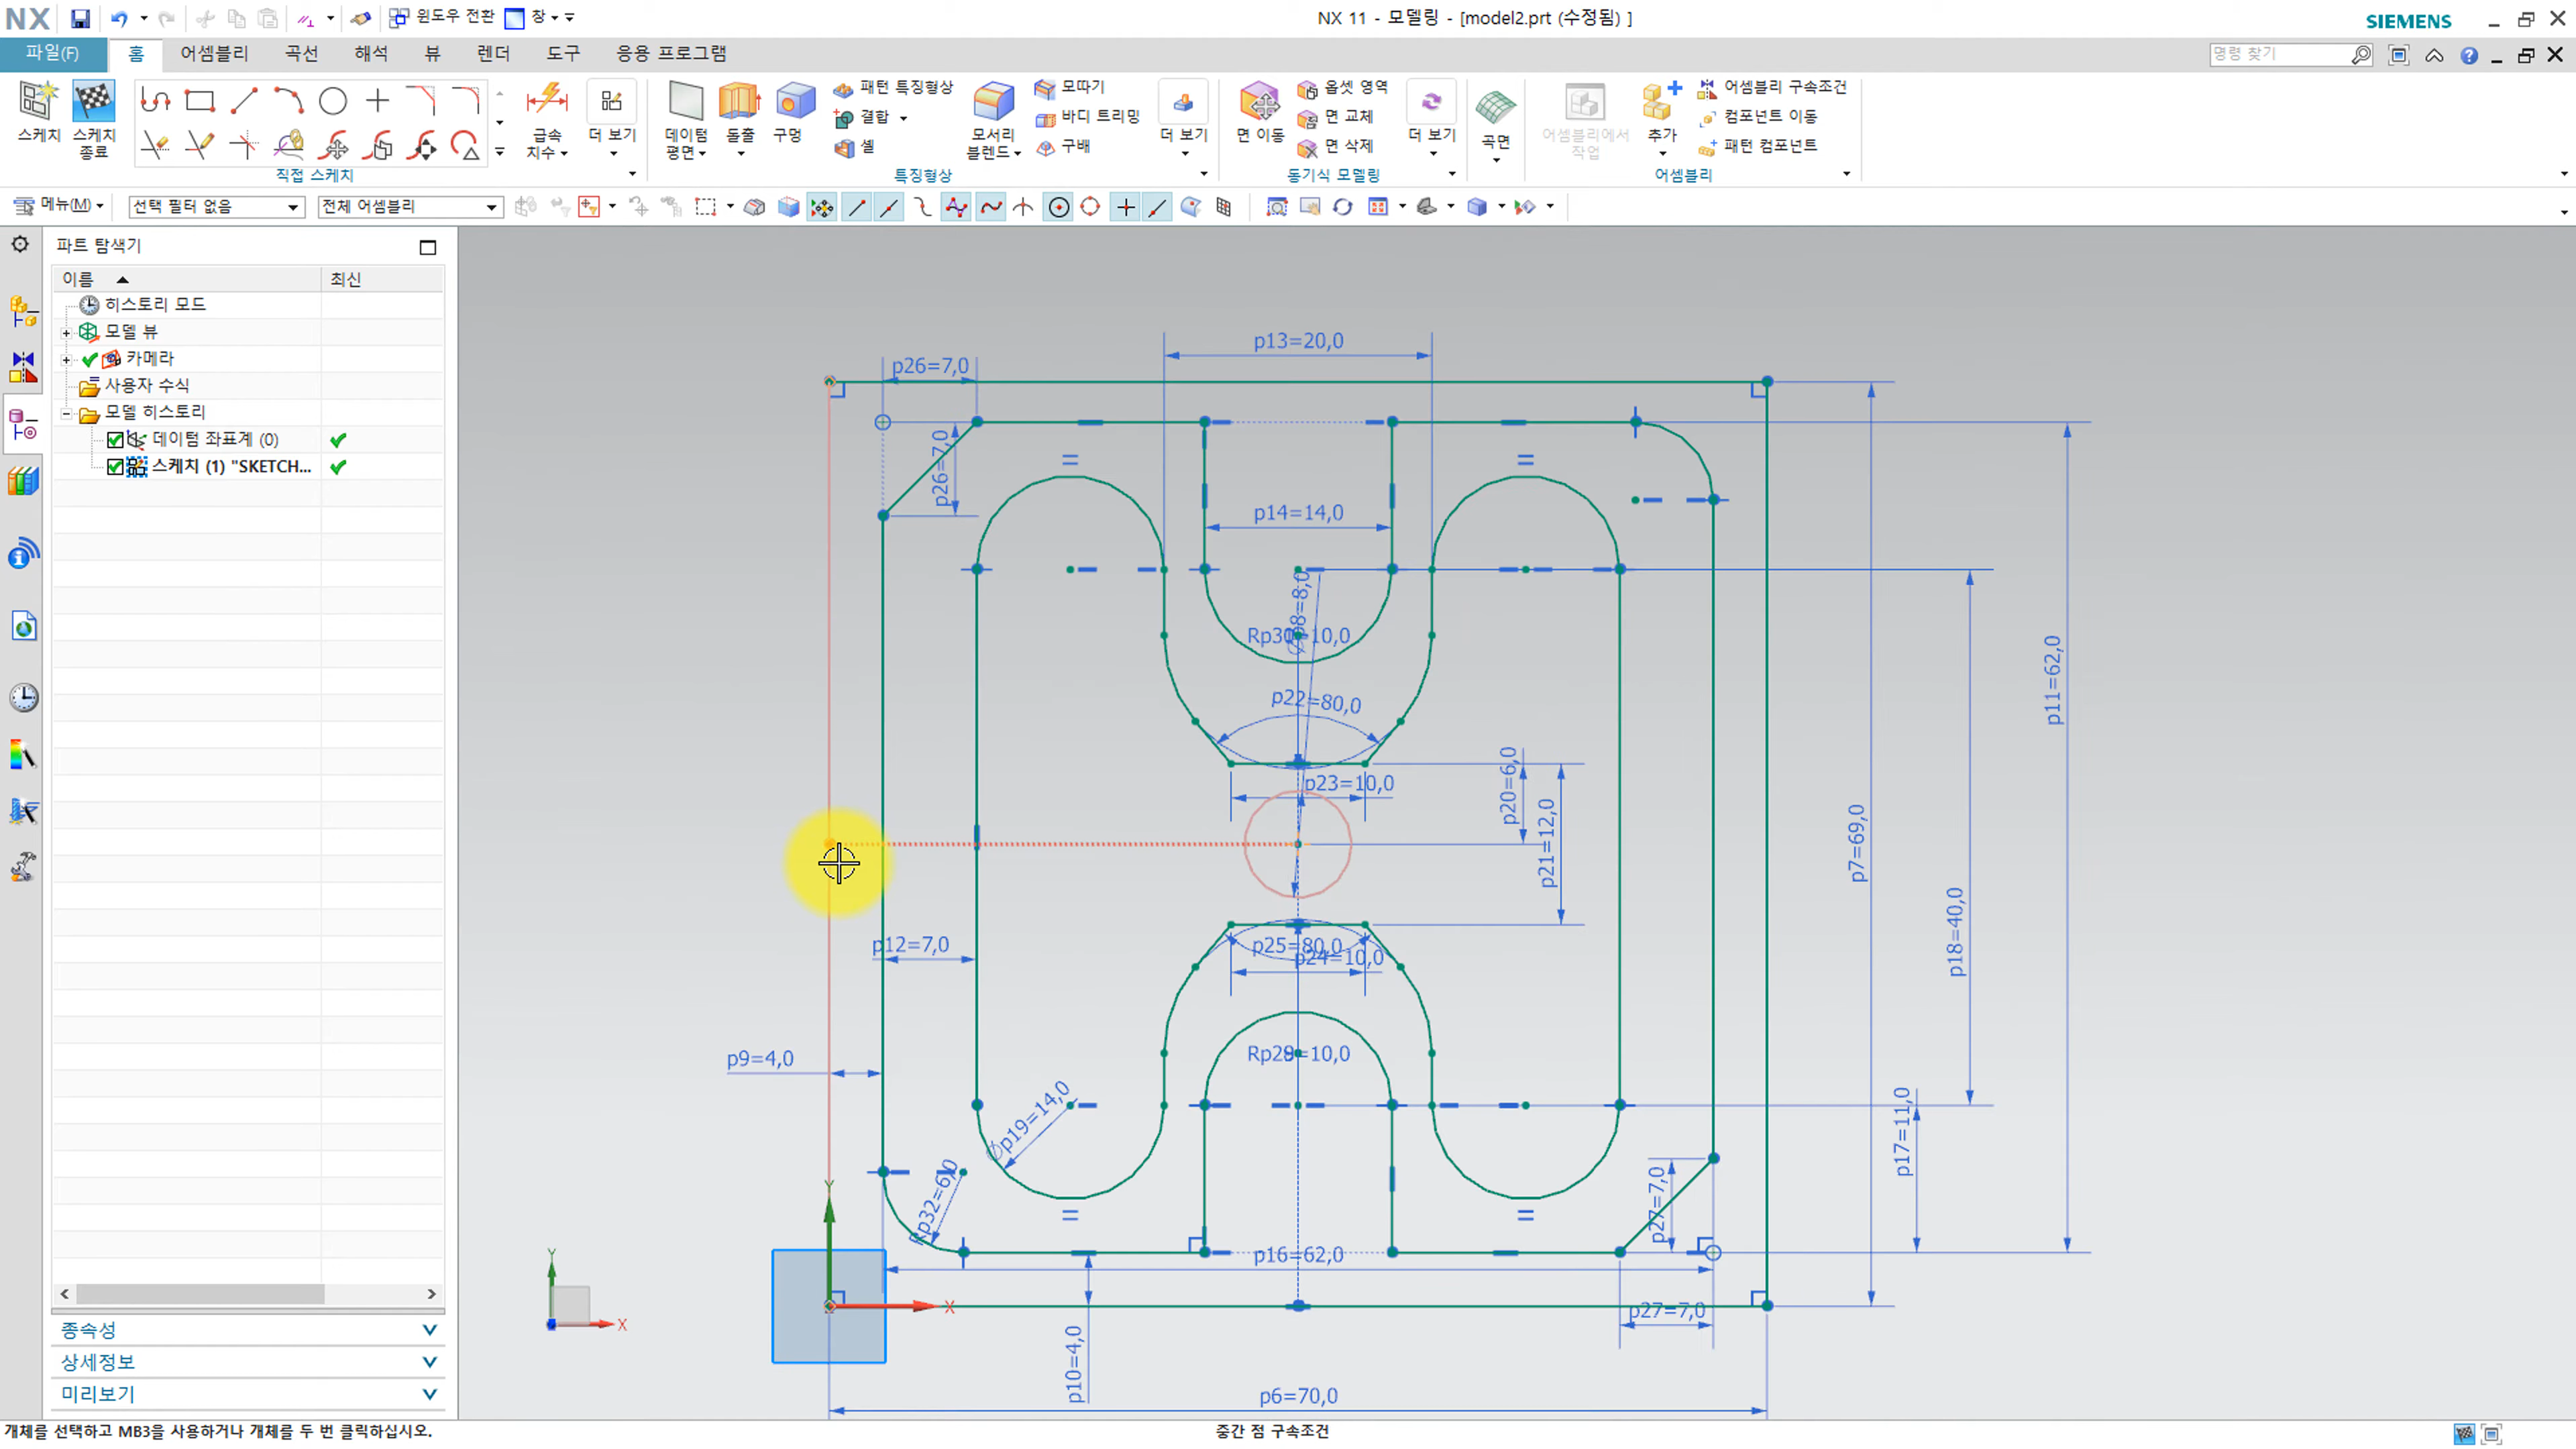 NX
윈도우 전환
창
NX 11 - 모델링 - [model2.prt (수정됨) ]
SIEMENS
파일(F)
홈
어셈블리
곡선
해석
뷰
렌더
도구
응용 프로그램
명령 찾기
스케치
스케치 종료
직접 스케치
급속 치수
더 보기
데이텀 평면
돌출
구멍
패턴 특징형상
결합
셸
모서리 블렌드
모따기
바디 트리밍
구배
더 보기
특징형상
면 이동
옵셋 영역
면 교체
면 삭제
더 보기
동기식 모델링
곡면
어셈블리에서 작업
추가
어셈블리 구속조건
컴포넌트 이동
패턴 컴포넌트
어셈블리
메뉴(M)
선택 필터 없음
전체 어셈블리
파트 탐색기
이름
최신
히스토리 모드
모델 뷰
카메라
사용자 수식
모델 히스토리
데이텀 좌표계 (0)
스케치 (1) "SKETCH...
종속성
상세정보
미리보기
p13=20,0
p26=7,0
p26=7,0
p14=14,0
Rp30=10,0
p22=80,0
p23=10,0
p20=6,0
p21=12,0
p11=62,0
p7=69,0
p18=40,0
p12=7,0
p25=80,0
p24=10,0
p9=4,0
∅p19=14,0
Rp32=6,0
p27=7,0
p17=11,0
p16=62,0
p27=7,0
p10=4,0
p6=70,0
Y
X
Y
X
개체를 선택하고 MB3을 사용하거나 개체를 두 번 클릭하십시오.
중간 점 구속조건